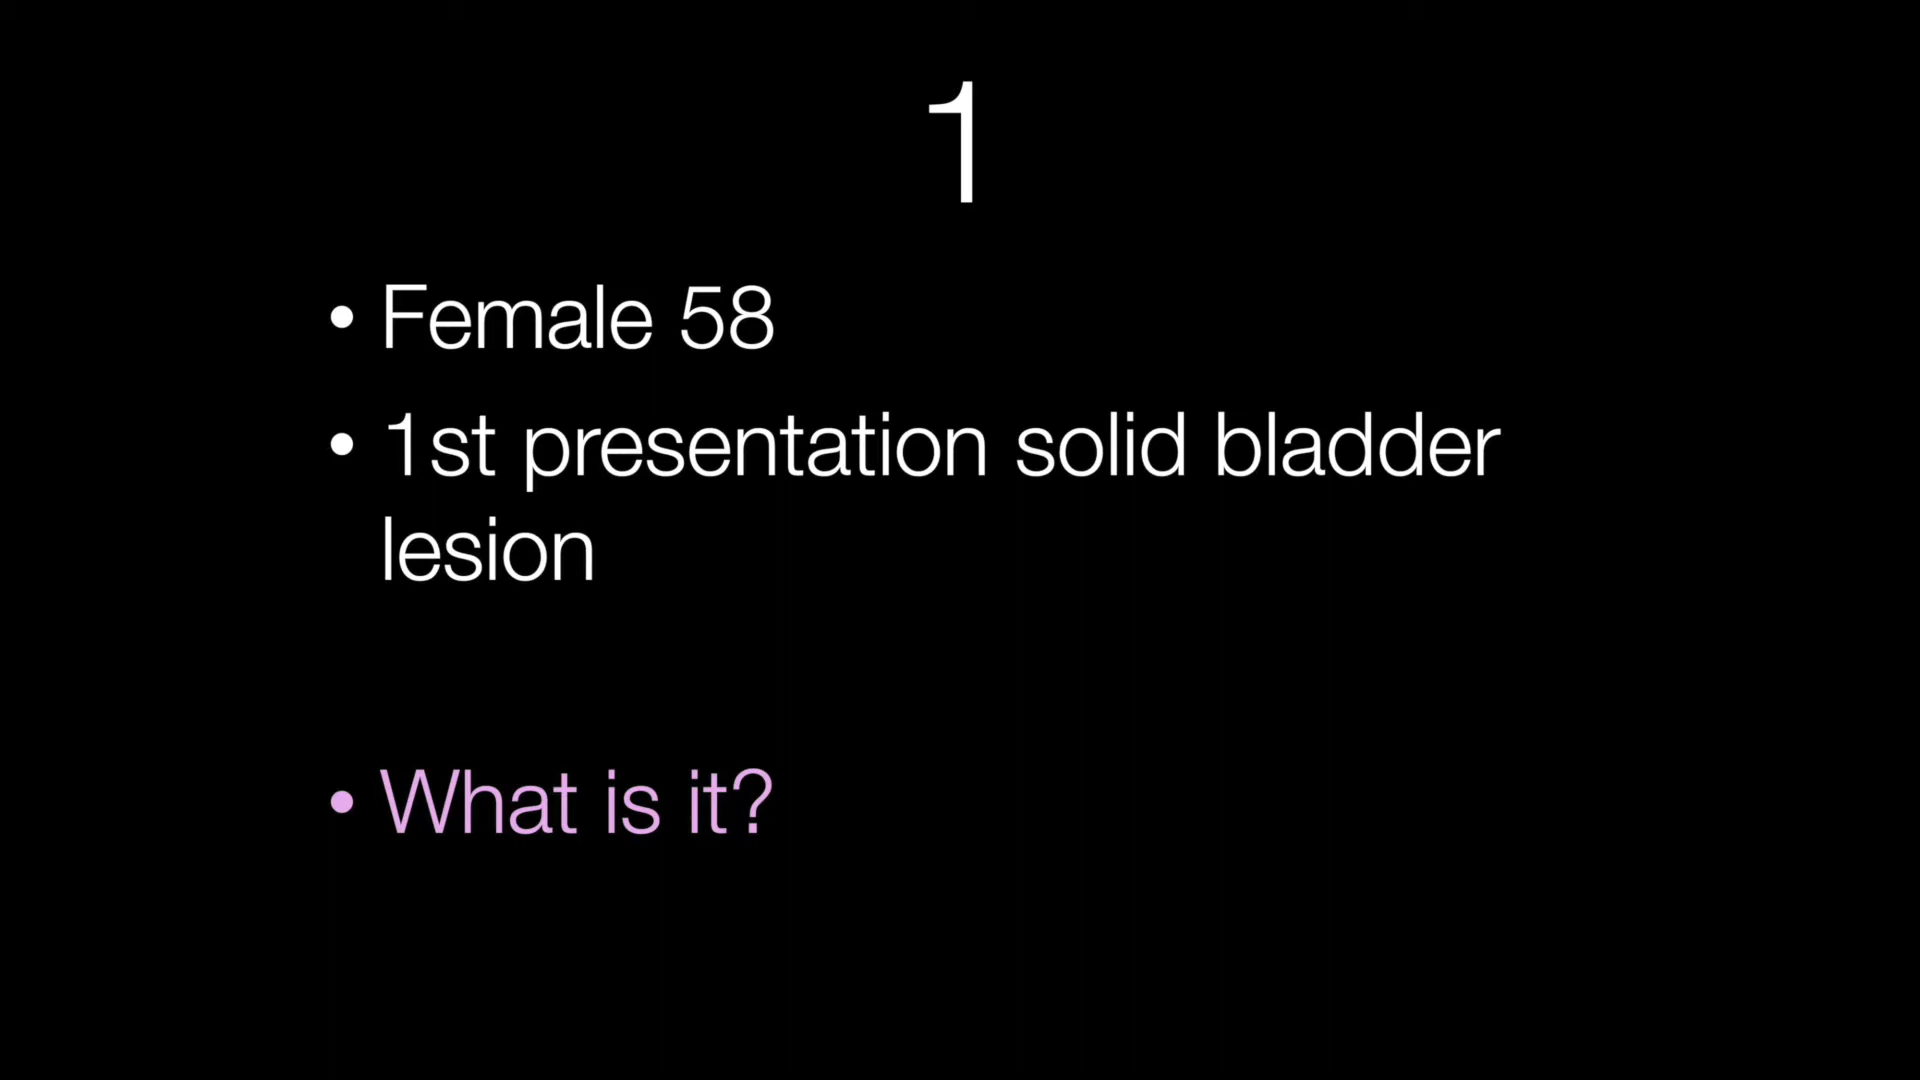 1
• Female 58
• 1st presentation solid bladder
lesion
• What is it?